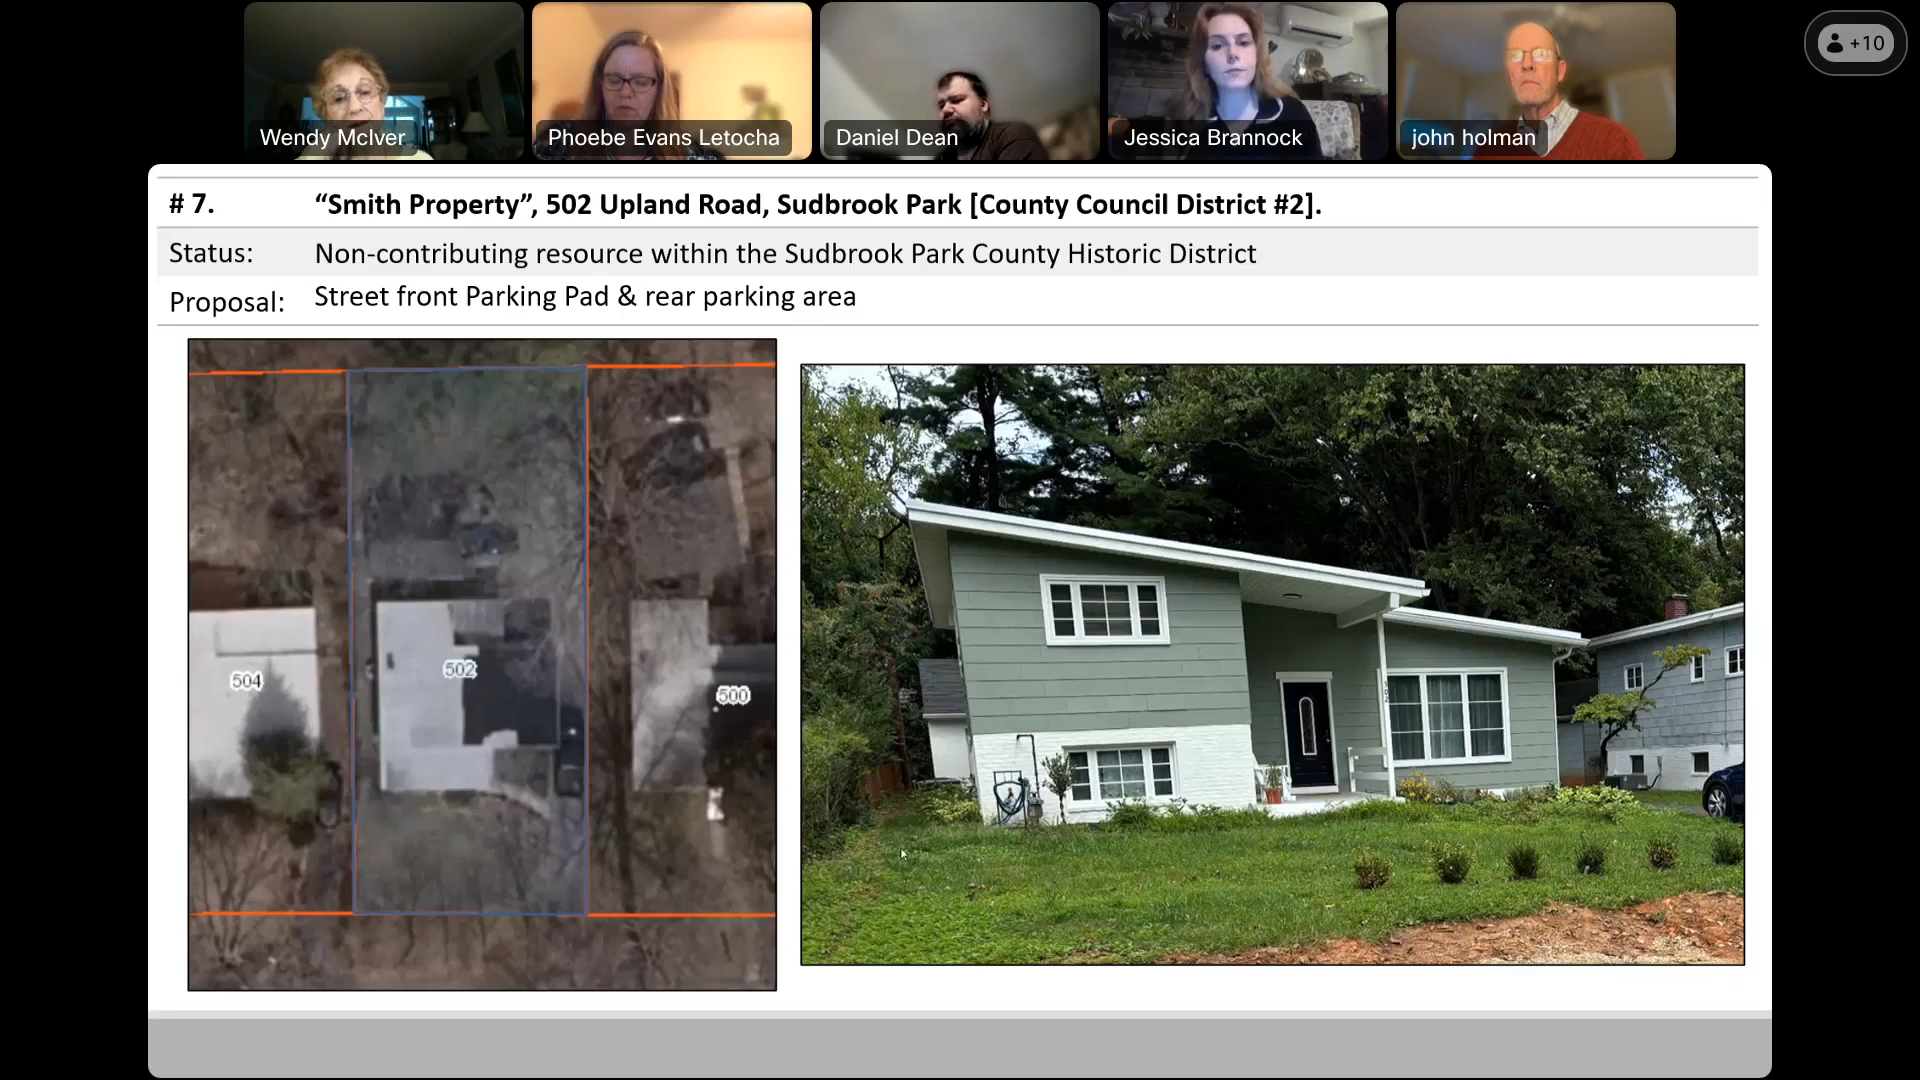 Wendy McIver
Phoebe Evans Letocha
Daniel Dean
Jessica Brannock
john holman
+10
# 7. “Smith Property”, 502 Upland Road, Sudbrook Park [County Council District #2].
Status: Non-contributing resource within the Sudbrook Park County Historic District
Proposal: Street front Parking Pad & rear parking area
504
502
500